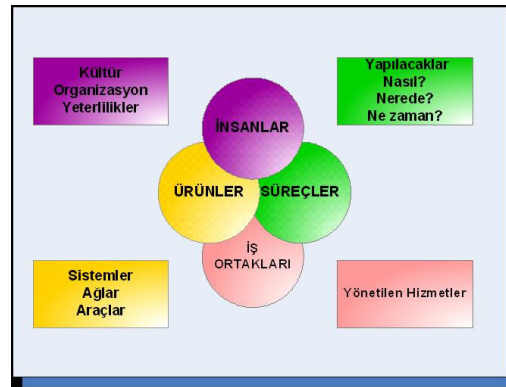 Kültür
Organizasyon
Yeterlilikler
Yapılacaklar
Nasıl?
Nerede?
Ne zaman?
İNSANLAR
ÜRÜNLER
SÜREÇLER
İŞ
ORTAKLARI
Sistemler
Ağlar
Araçlar
Yönetilen Hizmetler